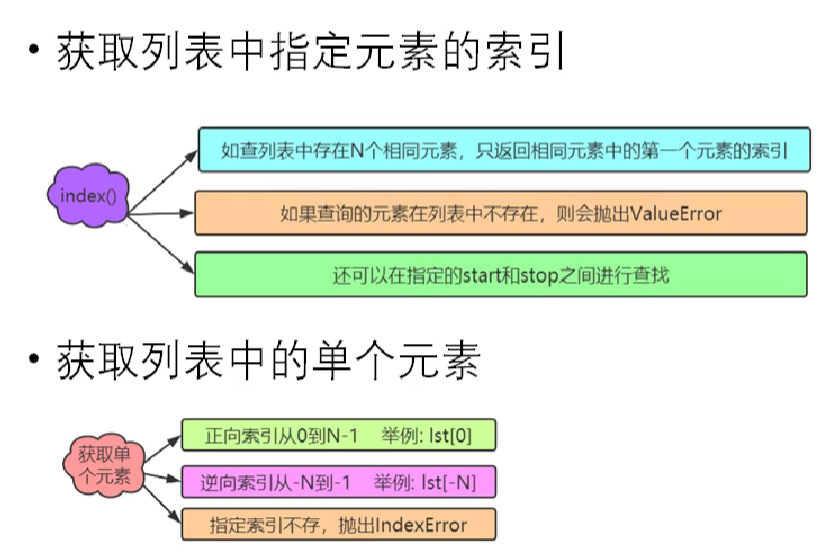 • 获取列表中指定元素的索引
index()
如查列表中存在N个相同元素，只返回相同元素中的第一个元素的索引
如果查询的元素在列表中不存在，则会抛出ValueError
还可以在指定的start和stop之间进行查找
• 获取列表中的单个元素
获取单
个元素
正向索引从0到N-1 举例: lst[0]
逆向索引从-N到-1 举例: lst[-N]
指定索引不存，抛出IndexError